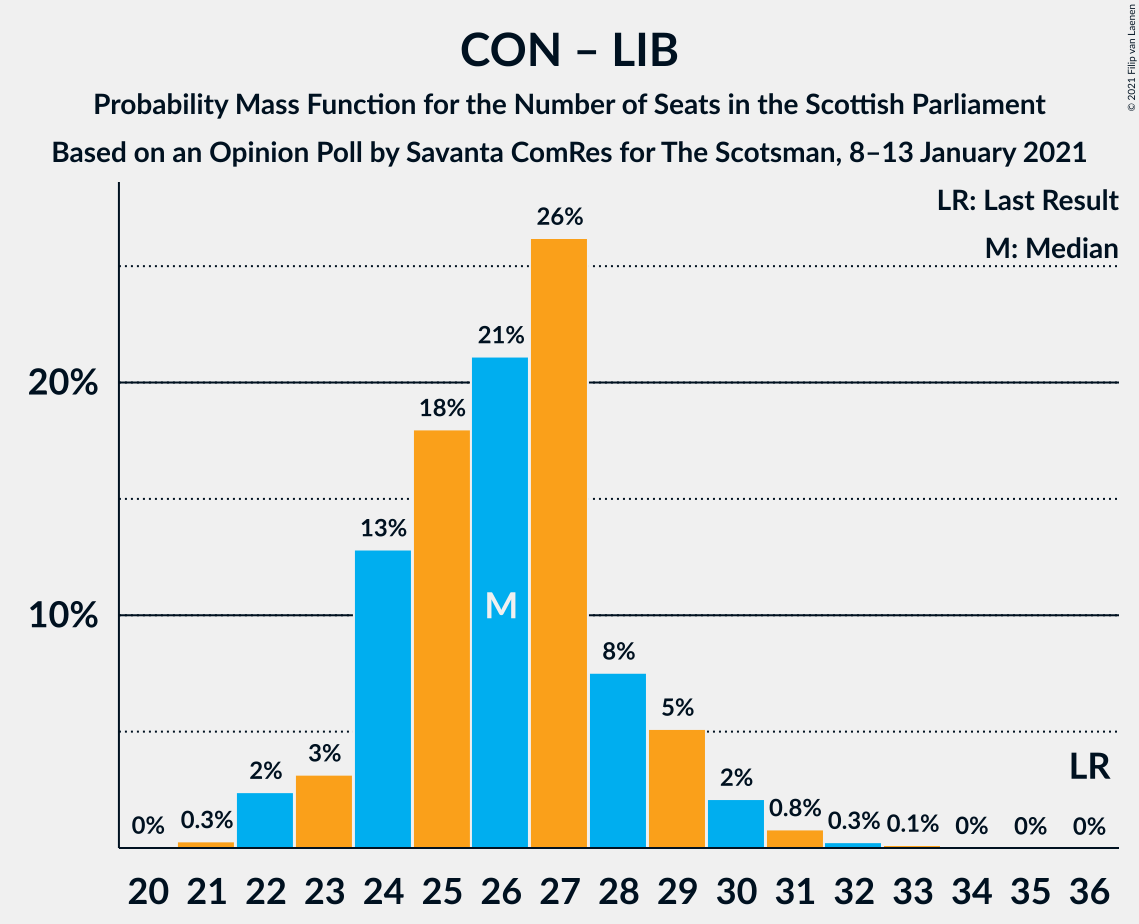 CON – LIB
Probability Mass Function for the Number of Seats in the Scottish Parliament
Based on an Opinion Poll by Savanta ComRes for The Scotsman, 8–13 January 2021
© 2021 Filip van Laenen
LR: Last Result
M: Median
26%
21%
20%
18%
13%
10%
M
8%
5%
3%
2%
2%
LR
0%
0.3%
0.8%
0.3%
0.1%
0%
0%
0%
20 21 22 23 24 25 26 27 28 29 30 31 32 33 34 35 36